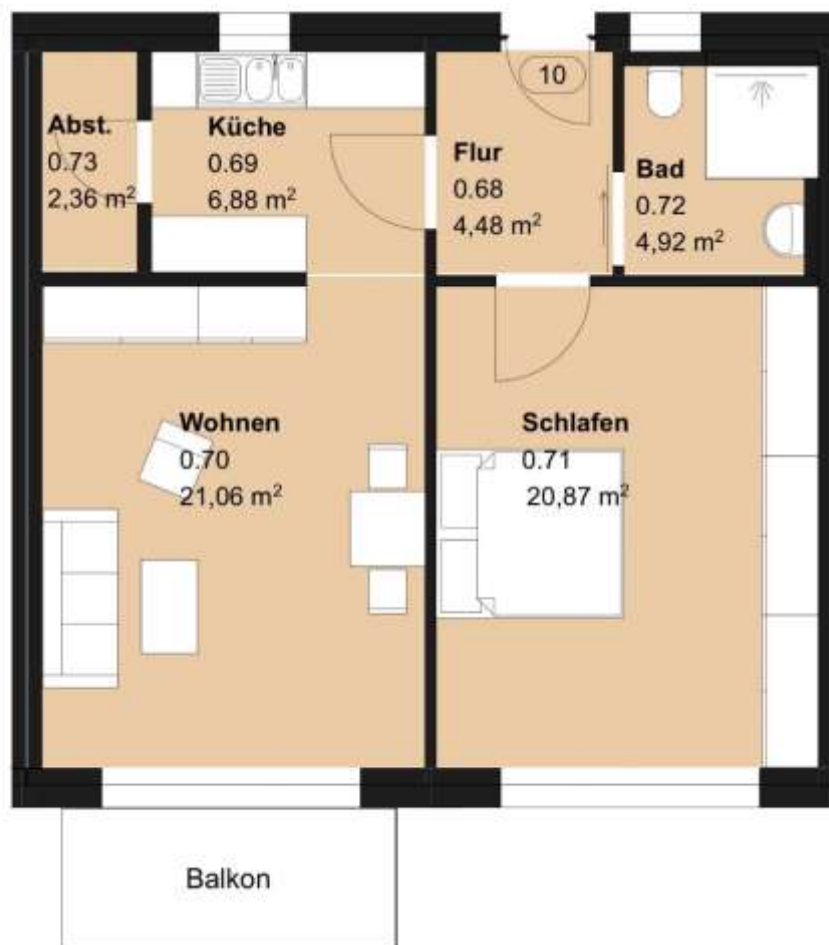 10
Abst.
0.73
2,36 m²
Küche
0.69
6,88 m²
Flur
0.68
4,48 m²
Bad
0.72
4,92 m²
Wohnen
0.70
21,06 m²
Schlafen
0.71
20,87 m²
Balkon